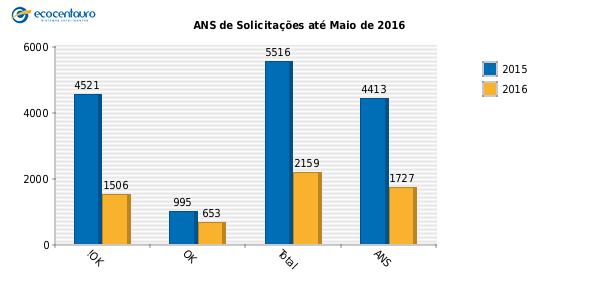 ecocentauro
ANS de Solicitações até Maio de 2016
6000
4000
2000
0
4521
1506
995
653
5516
2159
4413
1727
!OK
OK
Total
ANS
2015
2016